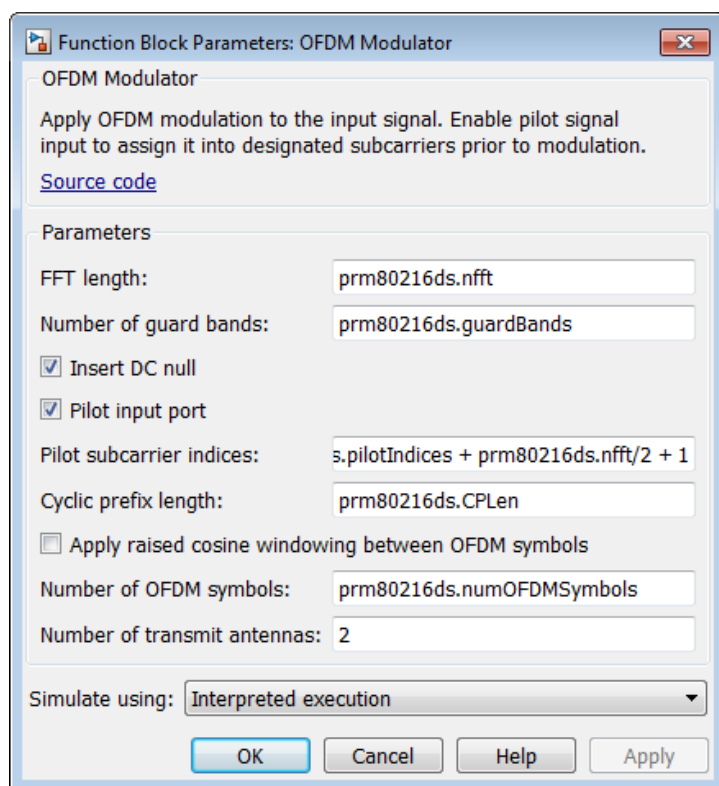 Function Block Parameters: OFDM Modulator
OFDM Modulator
Apply OFDM modulation to the input signal. Enable pilot signal
input to assign it into designated subcarriers prior to modulation.
Source code
Parameters
FFT length: prm80216ds.nfft
Number of guard bands: prm80216ds.guardBands
Insert DC null
Pilot input port
Pilot subcarrier indices: s.pilotIndices + prm80216ds.nfft/2 + 1
Cyclic prefix length: prm80216ds.CPLen
Apply raised cosine windowing between OFDM symbols
Number of OFDM symbols: prm80216ds.numOFDMSymbols
Number of transmit antennas: 2
Simulate using: Interpreted execution
OK Cancel Help Apply